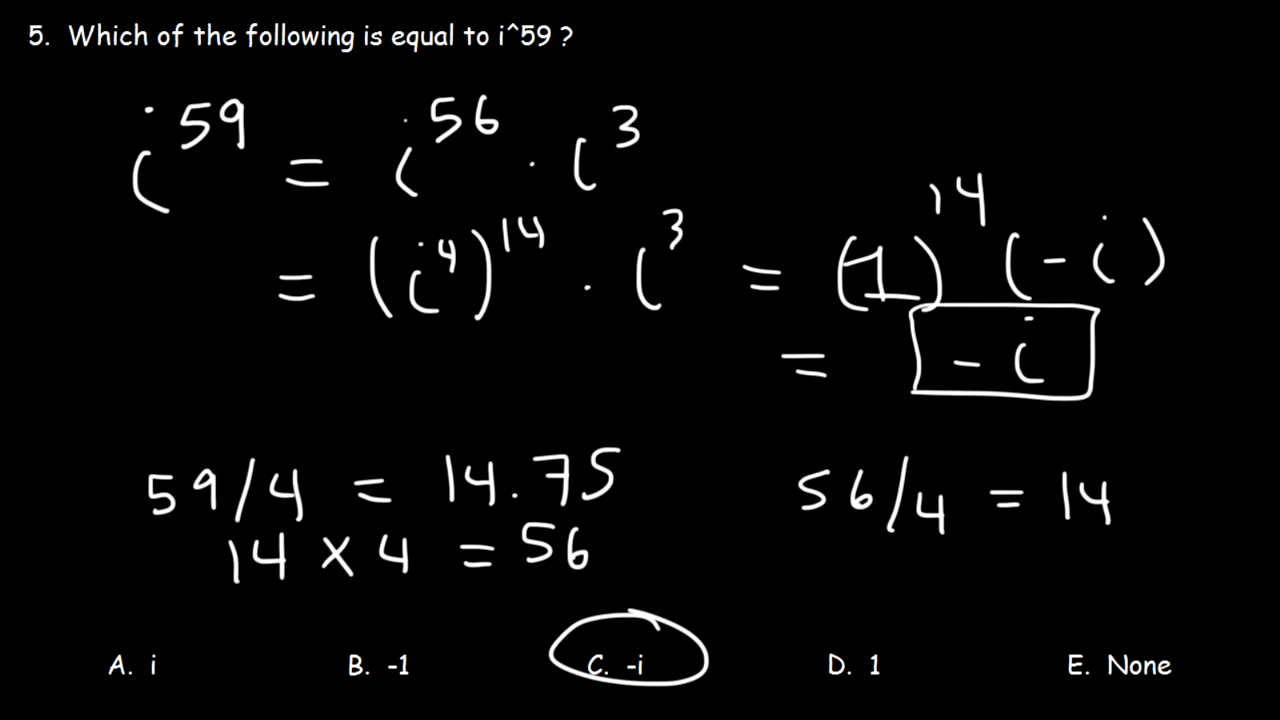 5. Which of the following is equal to i^59 ?
i^59 = i^56 · i^3
= (i^4)^14 · i^3 = (1)^14 (-i)
= -i
59/4 = 14.75
14 x 4 = 56
56/4 = 14
A. i B. -1 C. -i D. 1 E. None